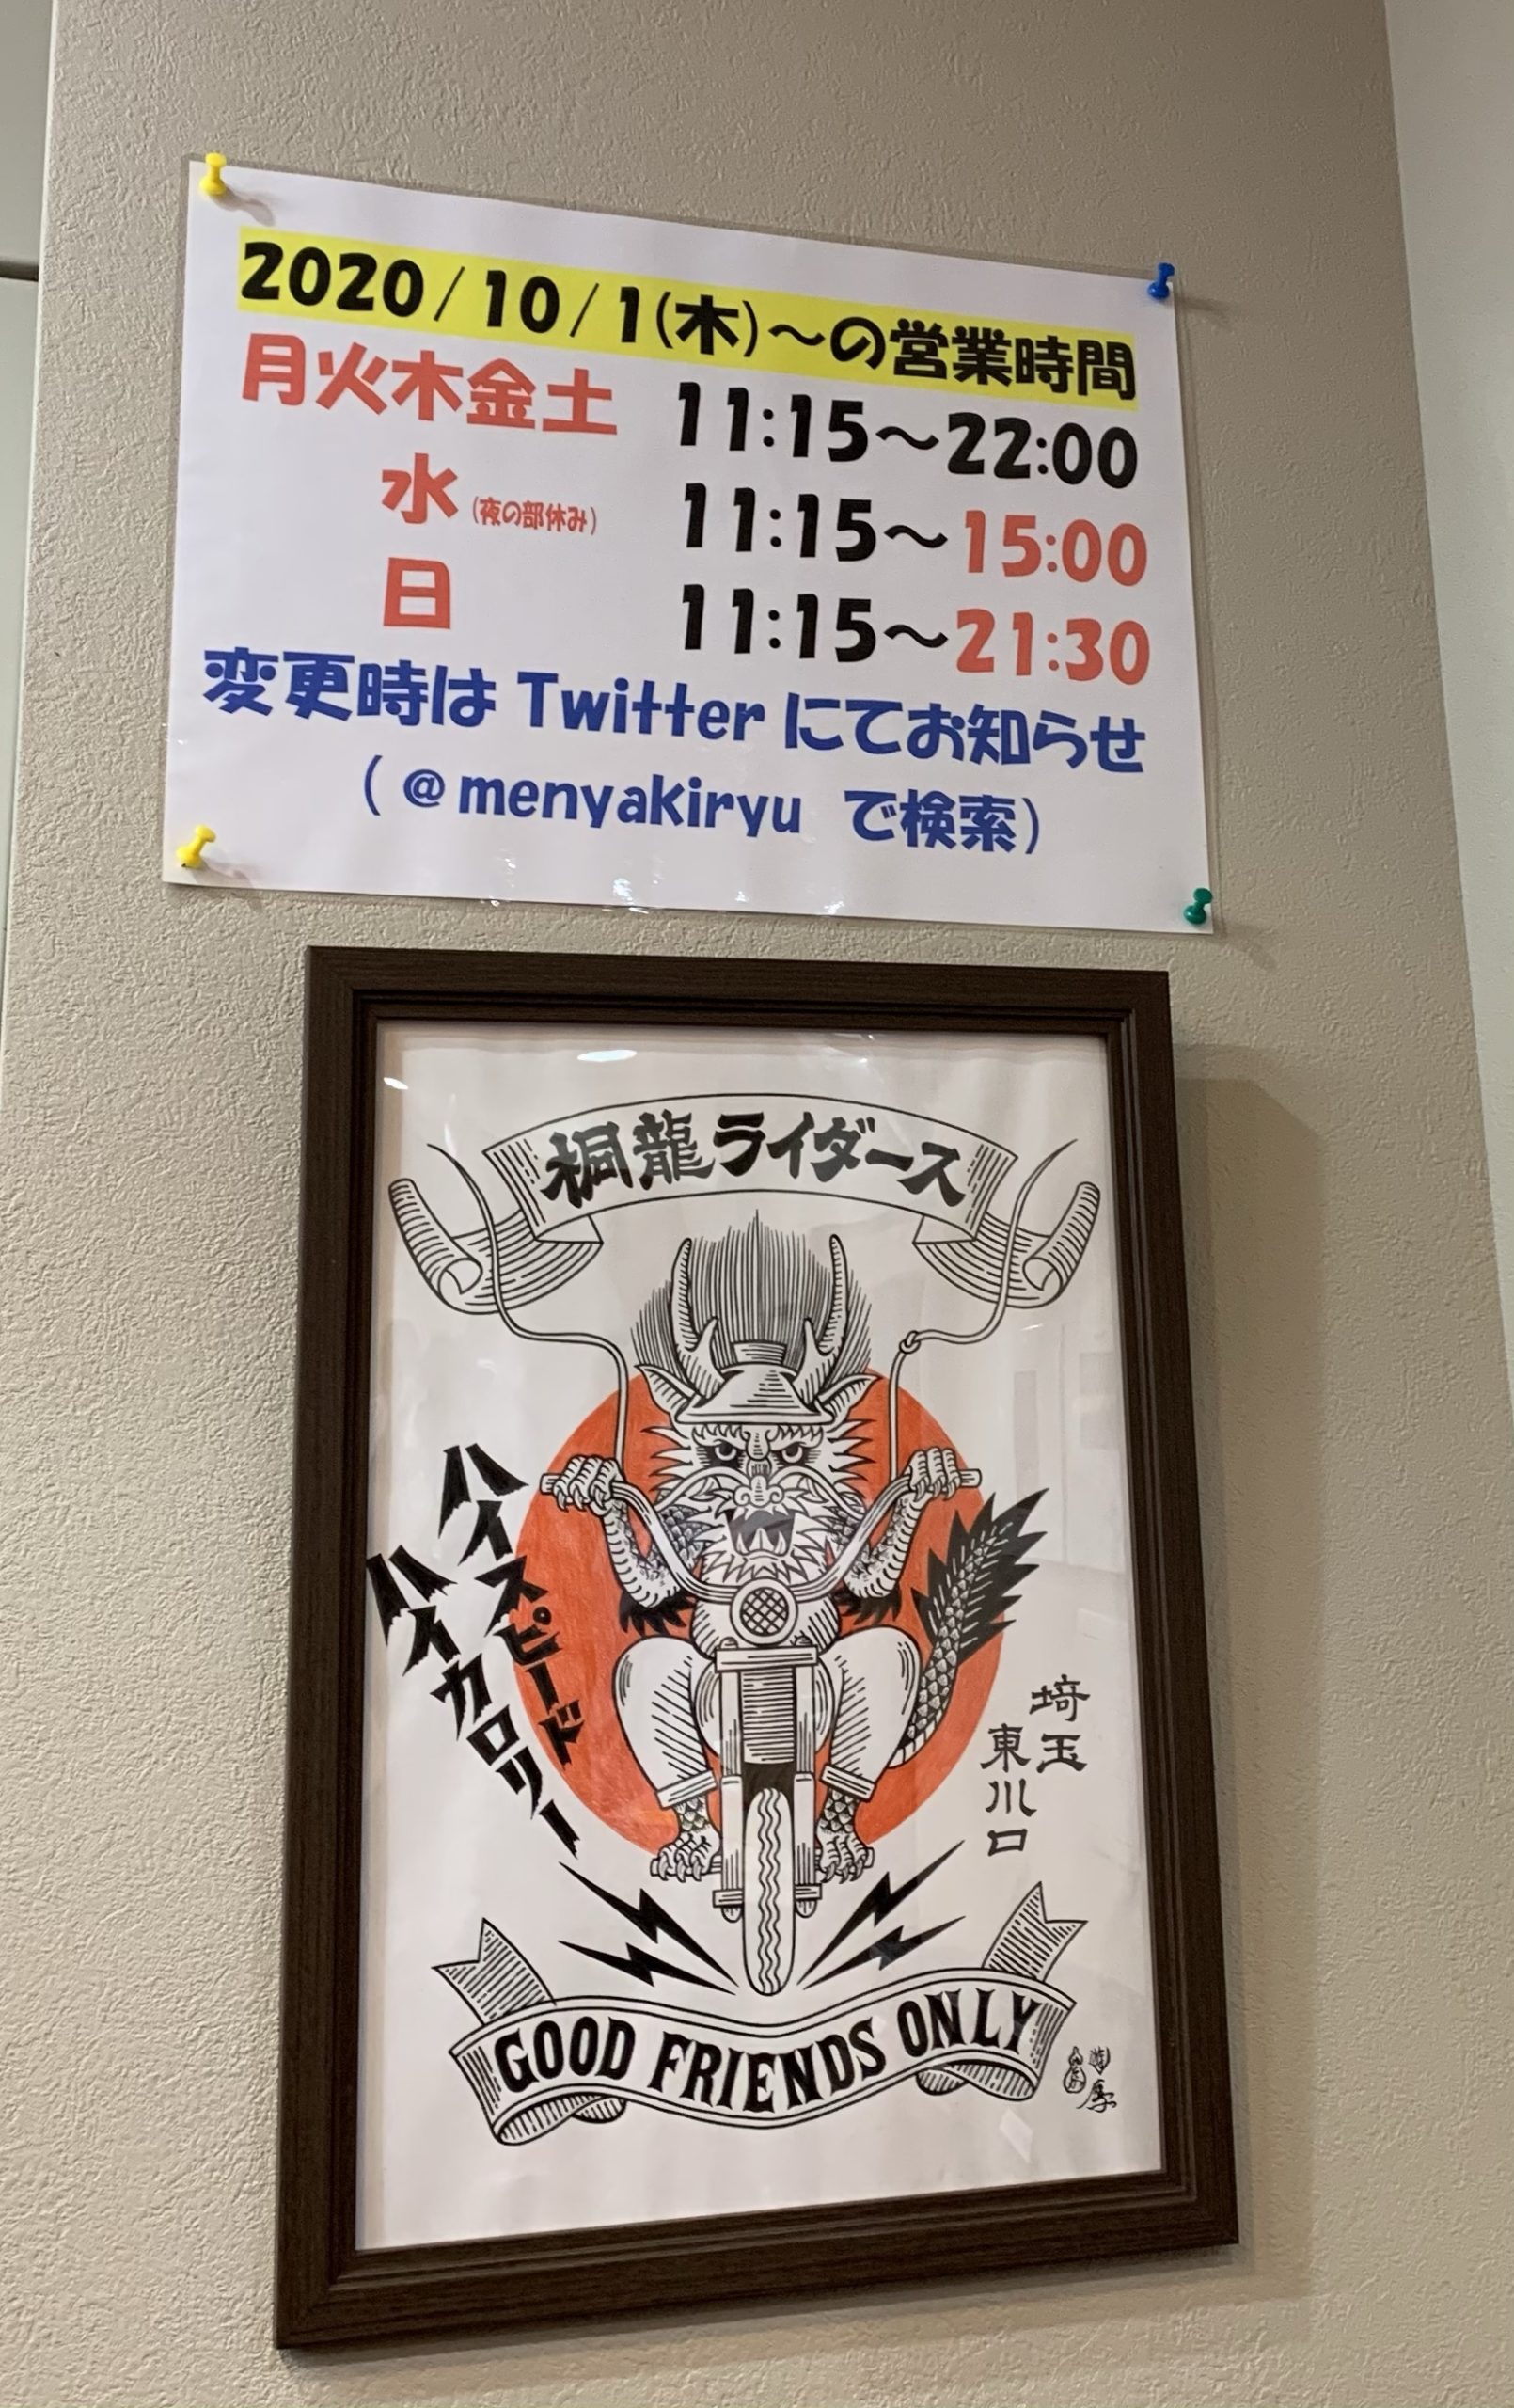 2020/10/1(木)～の営業時間
月火木金土 11:15～22:00
水(夜の部休み) 11:15～15:00
日 11:15～21:30
変更時は Twitter にてお知らせ
(@menyakiryu で検索)
桐龍ライダース
ハイスピード
ハイカロリー
埼玉
東川口
GOOD FRIENDS ONLY